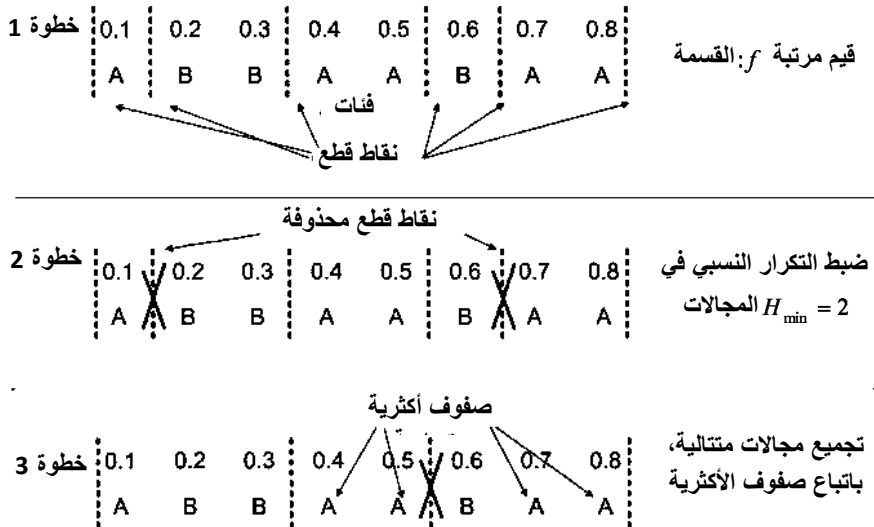 خطوة 1
0.1 0.2 0.3 0.4 0.5 0.6 0.7 0.8
قيم مرتبة f: القسمة
A B B A A B A A
فئات
نقاط قطع
نقاط قطع محذوفة
خطوة 2
0.1 0.2 0.3 0.4 0.5 0.6 0.7 0.8
ضبط التكرار النسبي في
A B B A A B A A
المجالات H min = 2
صفوف أكثرية
تجميع مجالات متتالية،
خطوة 3
0.1 0.2 0.3 0.4 0.5 0.6 0.7 0.8
باتباع صفوف الأكثرية
A B B A A B A A